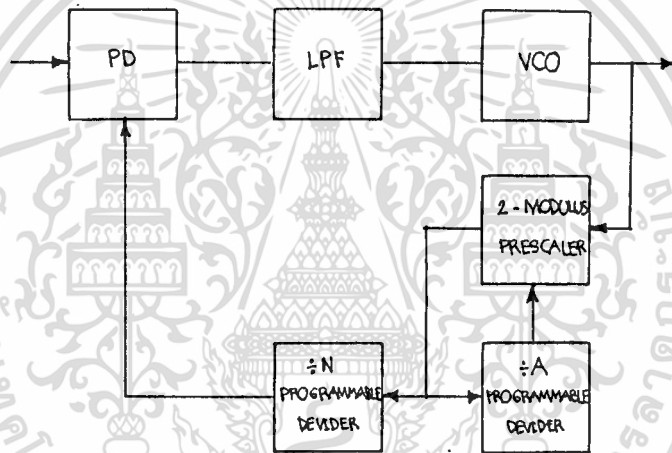 PD
LPF
VCO
2-MODULUS
PRESCALER
÷N
PROGRAMMABLE
DEVIDER
÷A
PROGRAMMABLE
DEVIDER